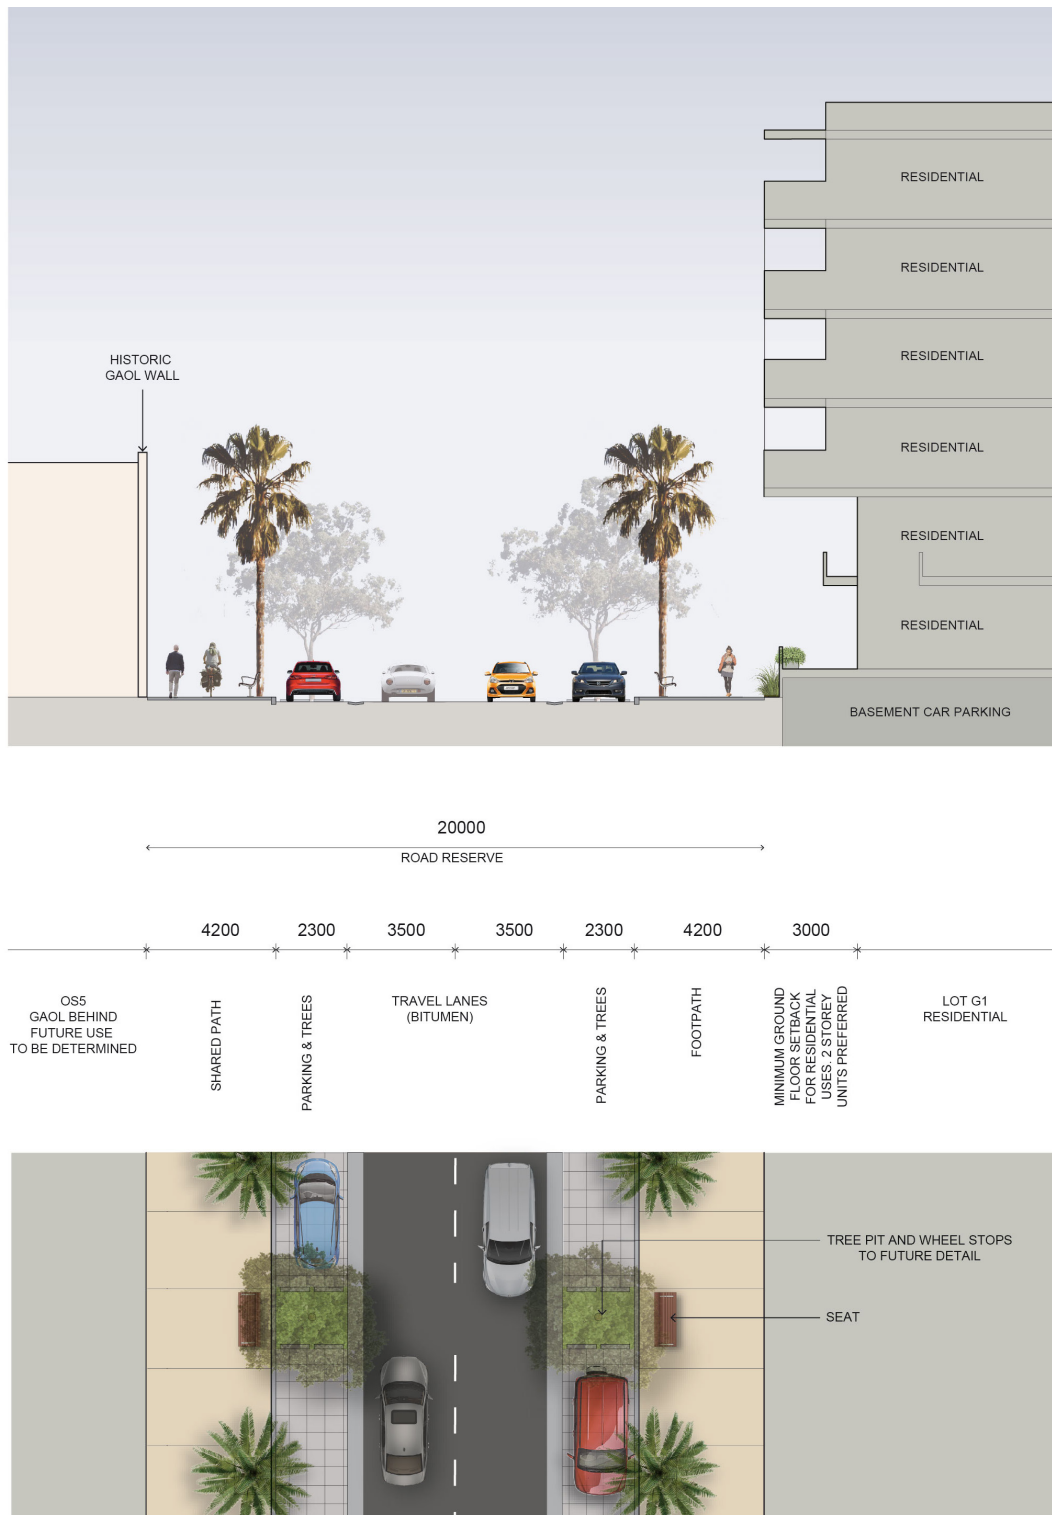 RESIDENTIAL
RESIDENTIAL
RESIDENTIAL
HISTORIC
GAOL WALL
RESIDENTIAL
RESIDENTIAL
RESIDENTIAL
BASEMENT CAR PARKING
20000
ROAD RESERVE
4200
2300
3500
3500
2300
4200
3000
OS5
GAOL BEHIND
FUTURE USE
TO BE DETERMINED
SHARED PATH
PARKING & TREES
TRAVEL LANES
(BITUMEN)
PARKING & TREES
FOOTPATH
MINIMUM GROUND
FLOOR SETBACK
FOR RESIDENTIAL
USES. 2 STOREY
UNITS PREFERRED
LOT G1
RESIDENTIAL
TREE PIT AND WHEEL STOPS
TO FUTURE DETAIL
SEAT